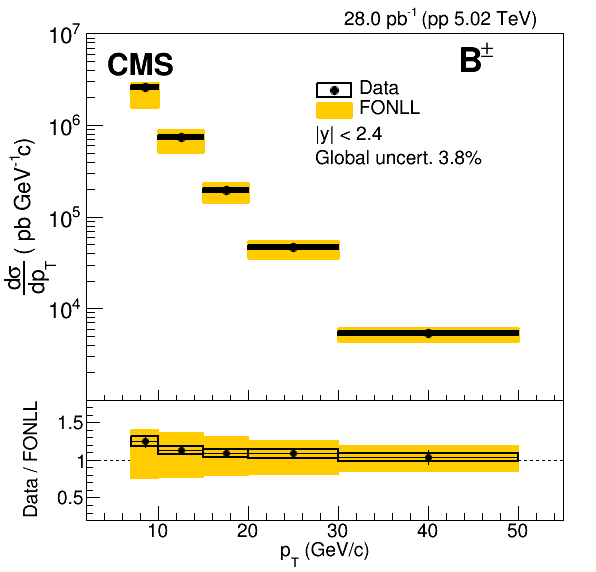 28.0 pb⁻¹ (pp 5.02 TeV)
CMS
B±
Data
FONLL
|y| < 2.4
Global uncert. 3.8%
dσ/dp_T ( pb GeV⁻¹c)
10⁷
10⁶
10⁵
10⁴
Data / FONLL
1.5
1
0.5
10 20 30 40 50
p_T (GeV/c)